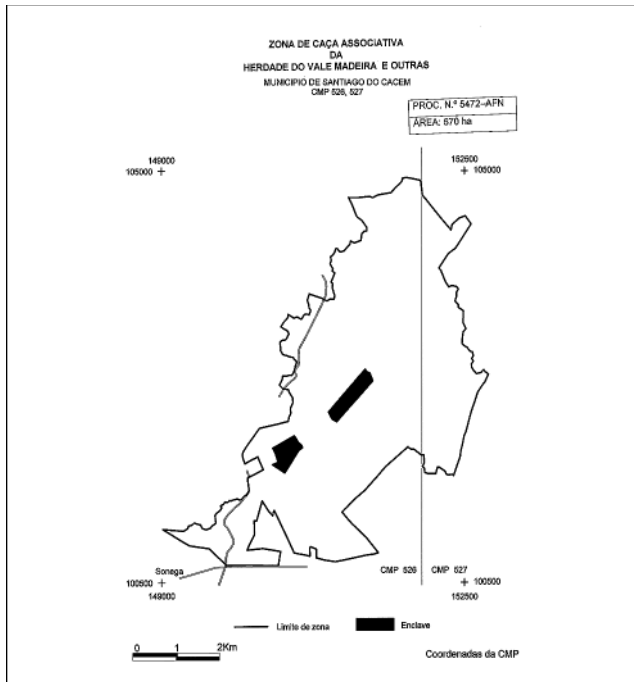 ZONA DE CAÇA ASSOCIATIVA
DA
HERDADE DO VALE MADEIRA E OUTRAS
MUNICIPIO DE SANTIAGO DO CACEM
CMP 526, 527
PROC. N.º 5472-AFN
ÁREA: 670 ha
149000
105000
152500
105000
Sonega
CMP 526
CMP 527
100500
149000
100500
152500
Limite de zona
Enclave
0 1 2Km
Coordenadas da CMP